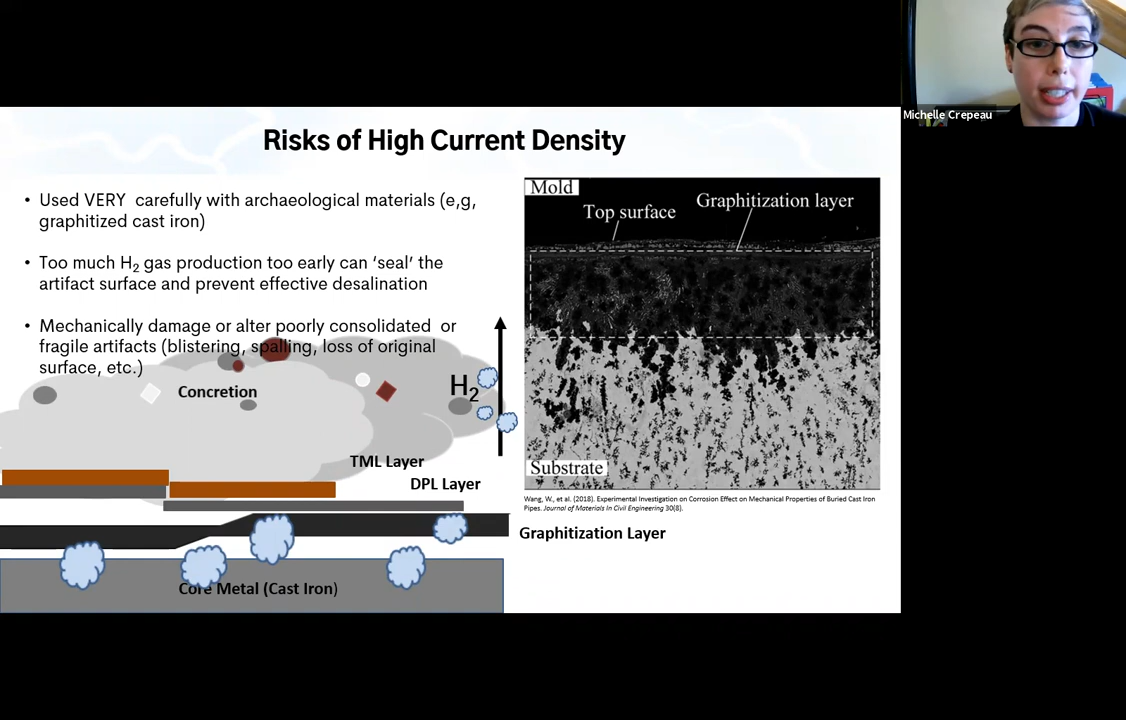 Michelle Crepeau
Risks of High Current Density
• Used VERY carefully with archaeological materials (e,g,
graphitized cast iron)
• Too much H₂ gas production too early can ‘seal’ the
artifact surface and prevent effective desalination
• Mechanically damage or alter poorly consolidated or
fragile artifacts (blistering, spalling, loss of original
surface, etc.)
Concretion
H₂
TML Layer
DPL Layer
Graphitization Layer
Core Metal (Cast Iron)
Mold
Top surface
Graphitization layer
Substrate
Wang, W., et al. (2018). Experimental Investigation on Corrosion Effect on Mechanical Properties of Buried Cast Iron
Pipes. Journal of Materials In Civil Engineering 30(8).